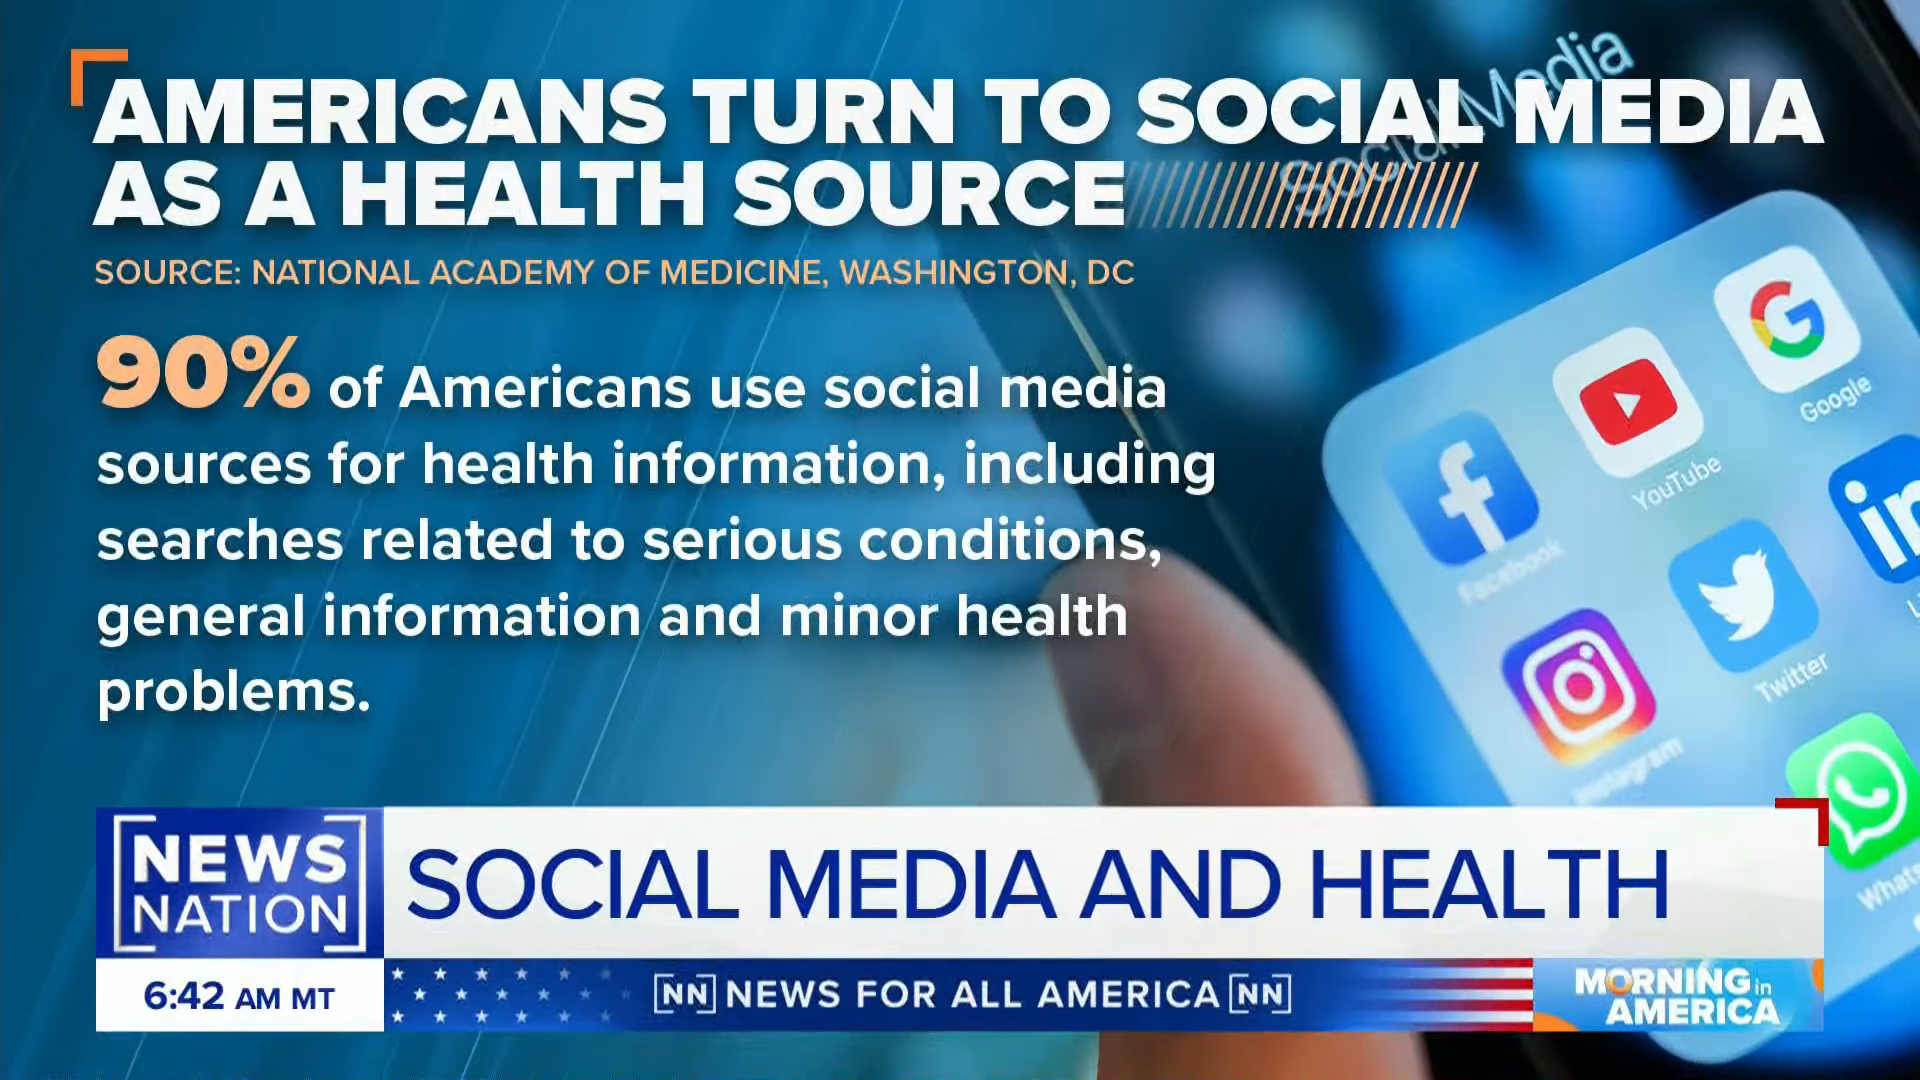 Social Media
AMERICANS TURN TO SOCIAL MEDIA
AS A HEALTH SOURCE
SOURCE: NATIONAL ACADEMY OF MEDICINE, WASHINGTON, DC
90% of Americans use social media
sources for health information, including
searches related to serious conditions,
general information and minor health
problems.
Google
YouTube
Facebook
in
Twitter
Instagram
NEWS
NATION
SOCIAL MEDIA AND HEALTH
6:42 AM MT
NN NEWS FOR ALL AMERICA NN
MORNING in
AMERICA